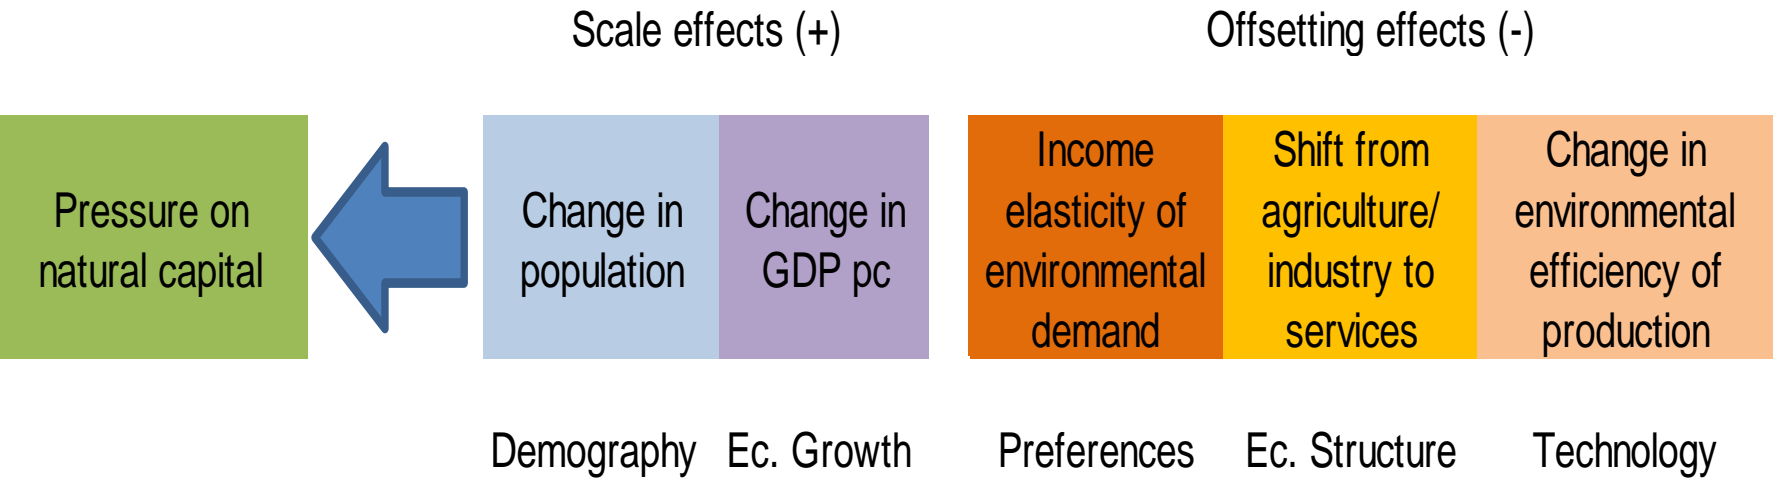 Scale effects (+)
Offsetting effects (-)
Pressure on
natural capital
Change in
population
Change in
GDP pc
Income
elasticity of
environmental
demand
Shift from
agriculture/
industry to
services
Change in
environmental
efficiency of
production
Demography
Ec. Growth
Preferences
Ec. Structure
Technology